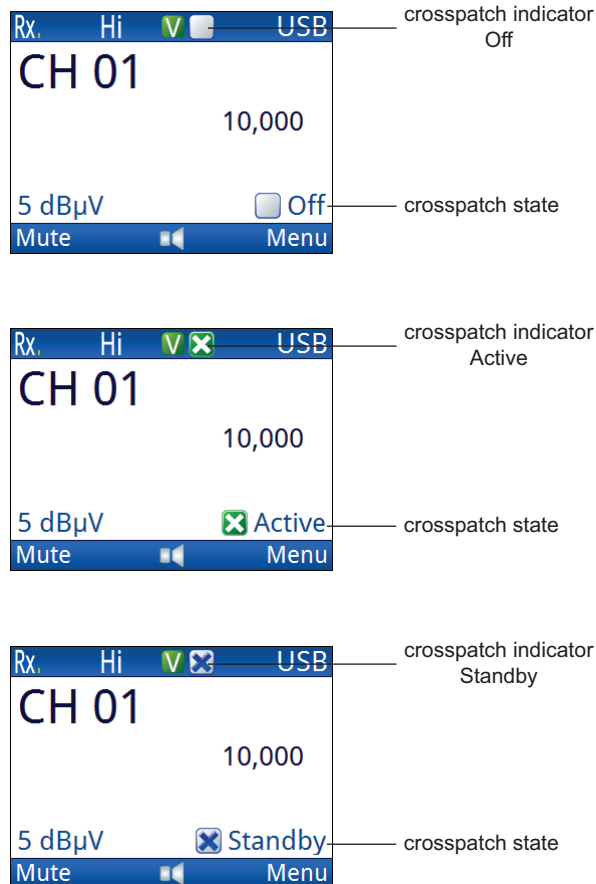 Rx. Hi V USB
crosspatch indicator
Off
CH 01
10,000
5 dBµV Off
crosspatch state
Mute Menu
Rx. Hi V USB
crosspatch indicator
Active
CH 01
10,000
5 dBµV Active
crosspatch state
Mute Menu
Rx. Hi V USB
crosspatch indicator
Standby
CH 01
10,000
5 dBµV Standby
crosspatch state
Mute Menu